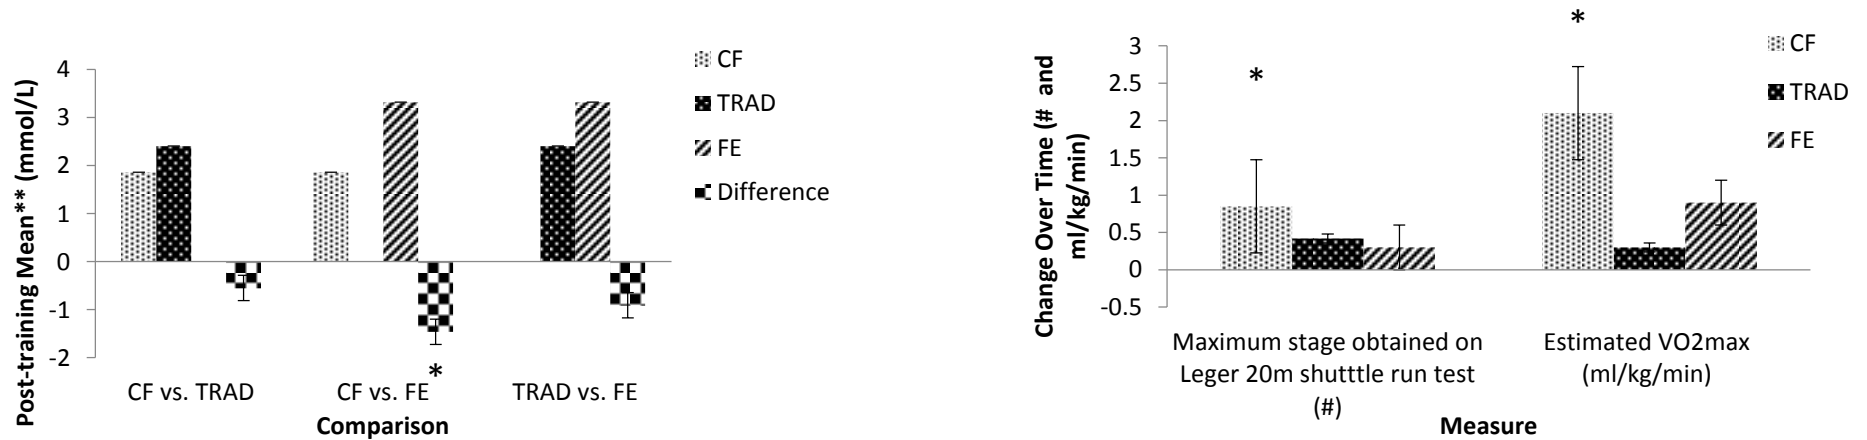 Post-training Mean** (mmol/L)
4
3
2
1
0
-1
-2
CF
TRAD
FE
Difference
*
CF vs. TRAD
CF vs. FE
TRAD vs. FE
Comparison
Change Over Time (# and
ml/kg/min)
3
2.5
2
1.5
1
0.5
0
-0.5
*
*
CF
TRAD
FE
Maximum stage obtained on
Leger 20m shutttle run test
(#)
Estimated VO2max
(ml/kg/min)
Measure